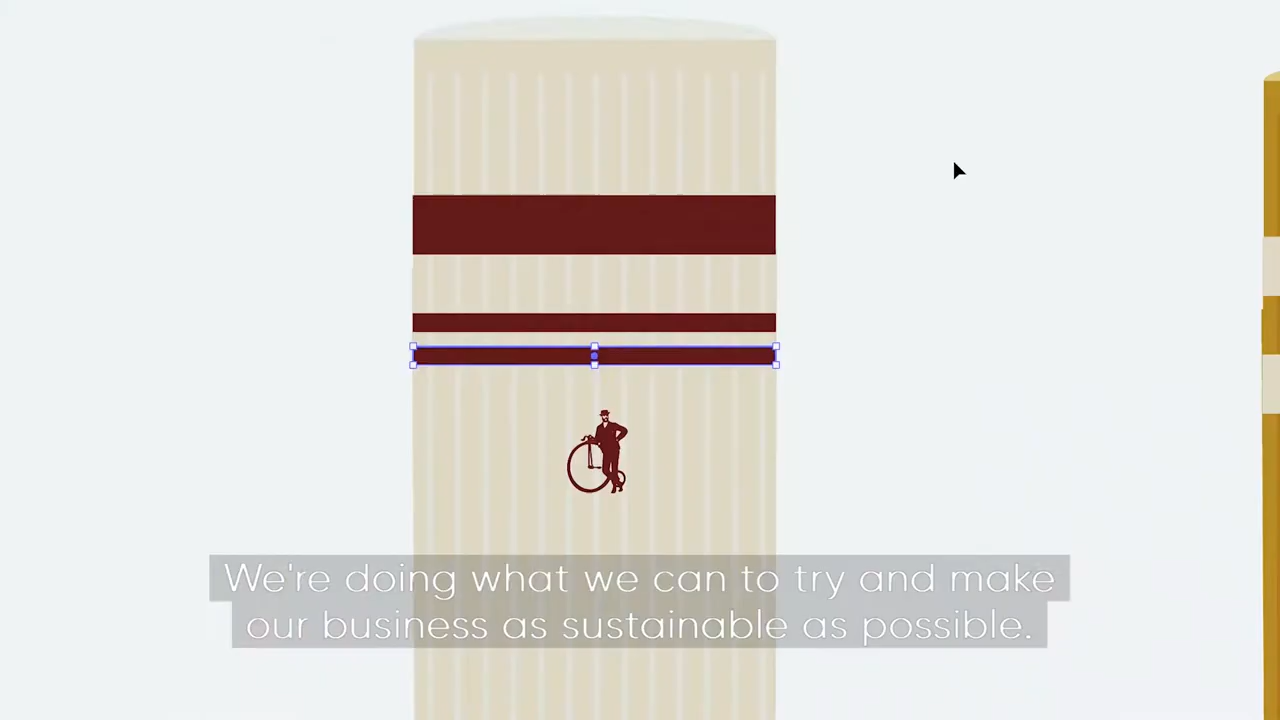 We're doing what we can to try and make
our business as sustainable as possible.